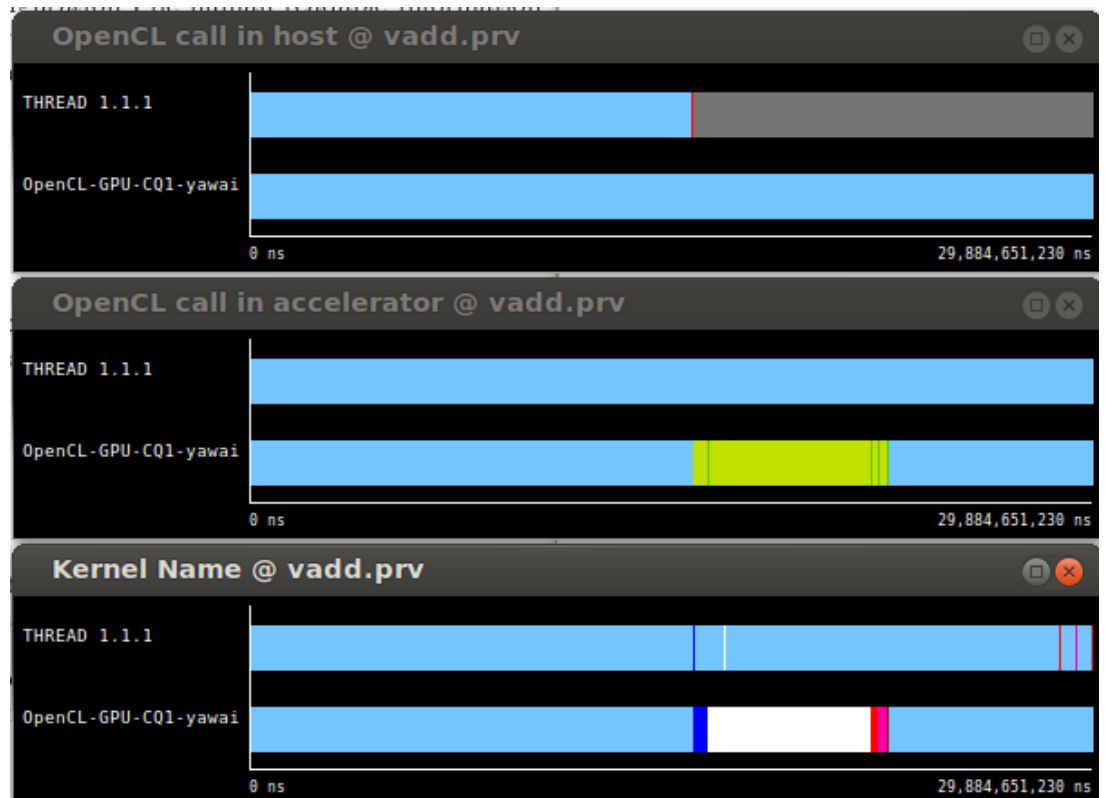 OpenCL call in host @ vadd.prv
THREAD 1.1.1
OpenCL-GPU-CQ1-yawai
0 ns 29,884,651,230 ns
OpenCL call in accelerator @ vadd.prv
THREAD 1.1.1
OpenCL-GPU-CQ1-yawai
0 ns 29,884,651,230 ns
Kernel Name @ vadd.prv
THREAD 1.1.1
OpenCL-GPU-CQ1-yawai
0 ns 29,884,651,230 ns